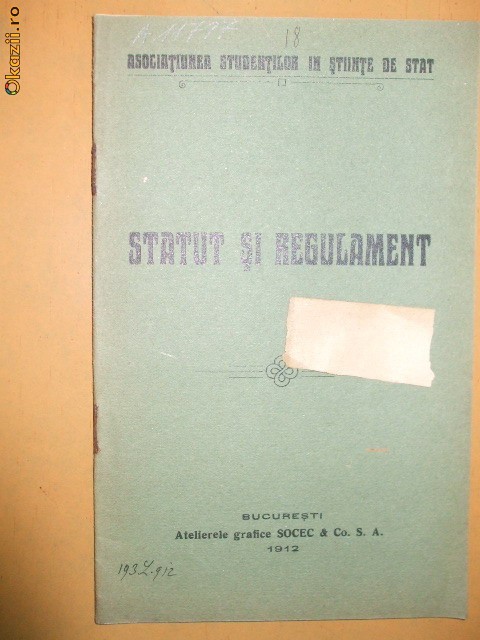 Okazii.ro
18
ASOCIAȚIUNEA STUDENȚILOR IN ȘTIINȚE DE STAT
STATUT ȘI REGULAMENT
BUCUREȘTI
Atelierele grafice SOCEC & Co. S. A.
1912